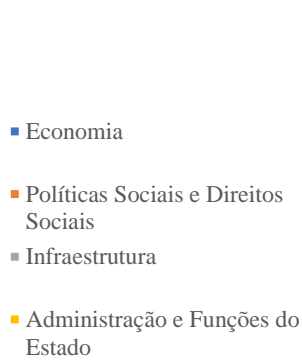 Economia
Políticas Sociais e Direitos
Sociais
Infraestrutura
Administração e Funções do
Estado